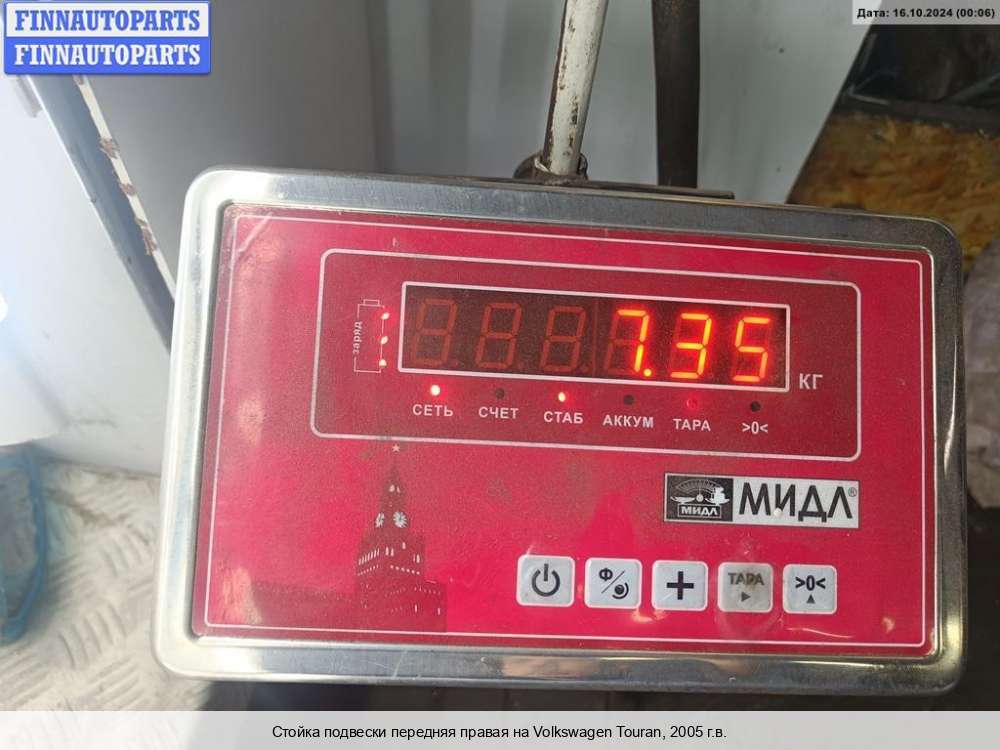 FINNAUTOPARTS
FINNAUTOPARTS
Дата: 16.10.2024 (00:06)
заряд
7.35
КГ
СЕТЬ СЧЕТ СТАБ АККУМ ТАРА >0<
МИДЛ МИДЛ®
Ф/ + ТАРА >0<
Стойка подвески передняя правая на Volkswagen Touran, 2005 г.в.